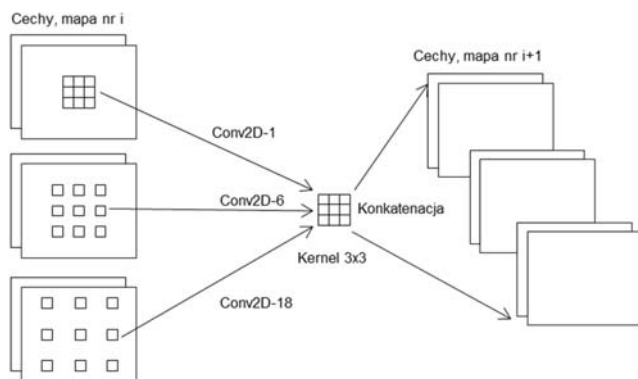 Cechy, mapa nr i
Cechy, mapa nr i+1
Conv2D-1
Conv2D-6
Konkatenacja
Kernel 3x3
Conv2D-18